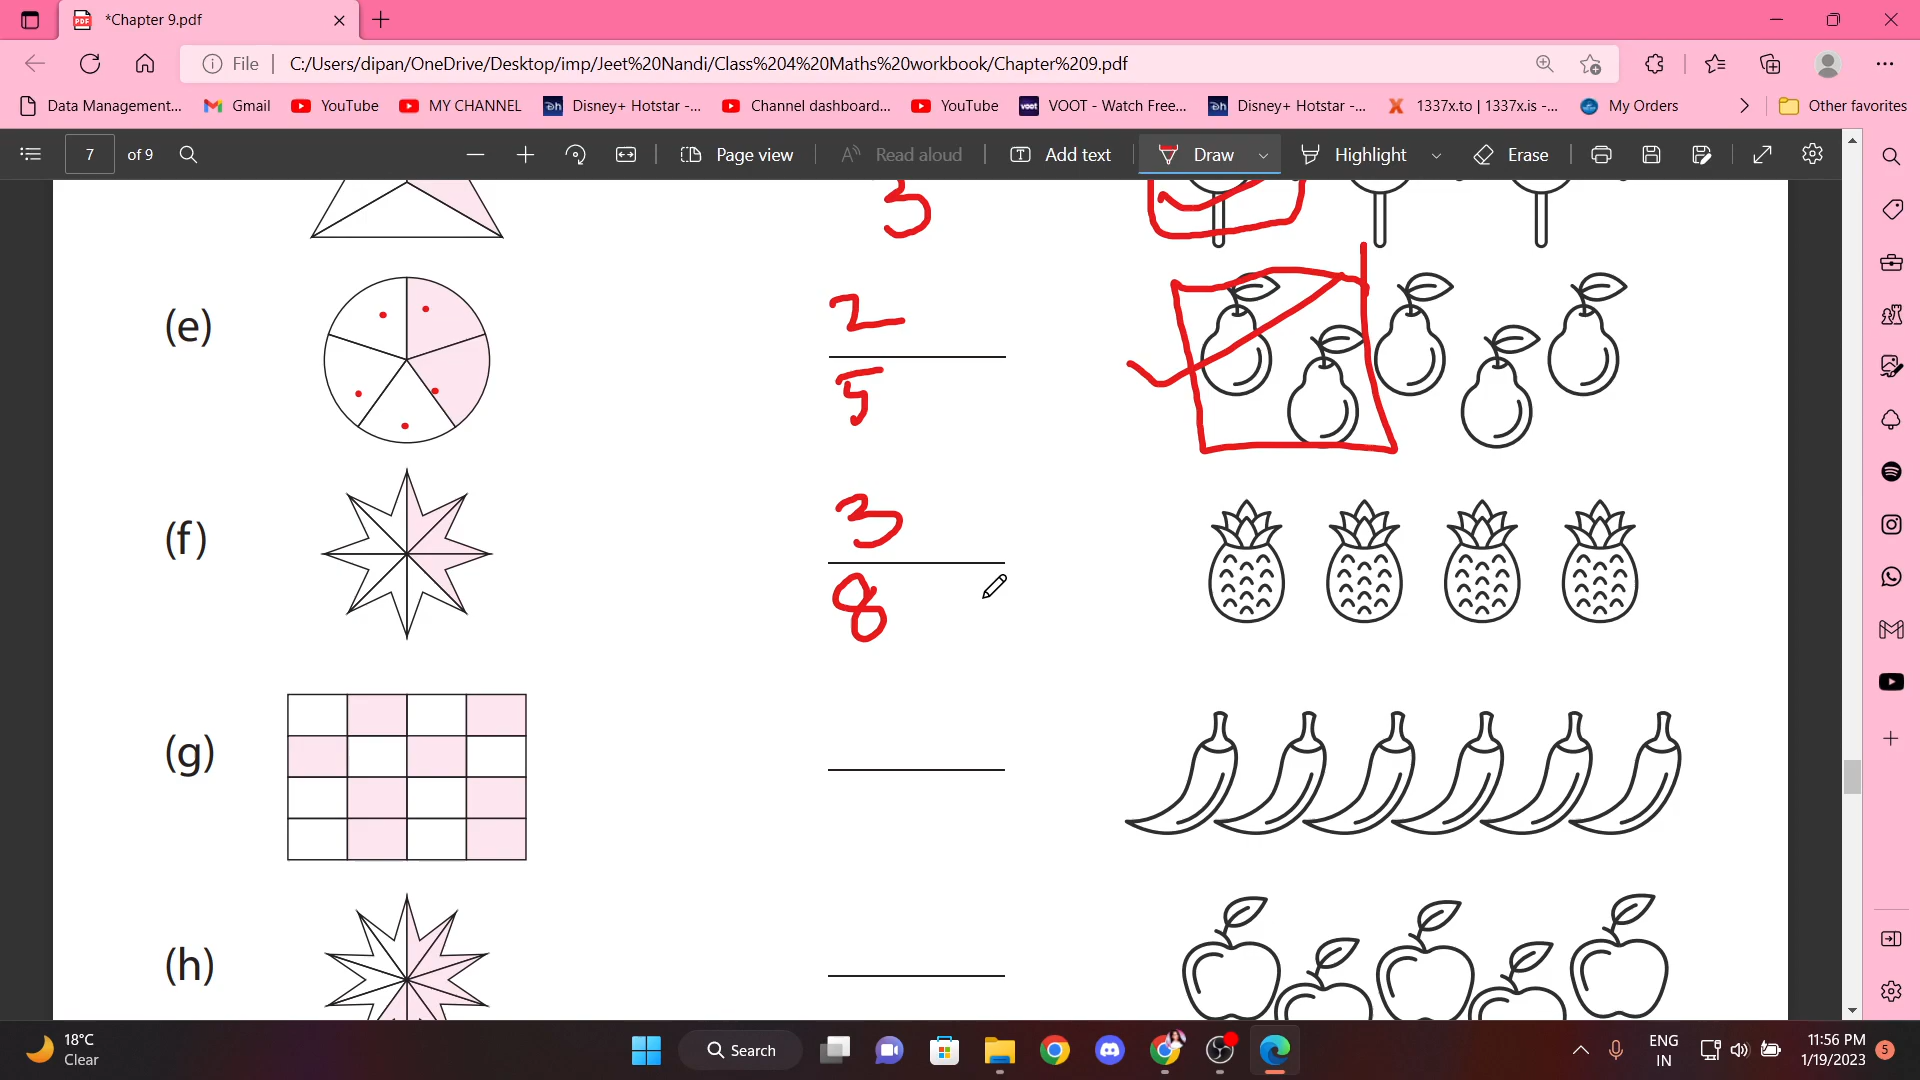 *Chapter 9.pdf
File | C:/Users/dipan/OneDrive/Desktop/imp/Jeet%20Nandi/Class%204%20Maths%20workbook/Chapter%209.pdf
Data Management... Gmail YouTube MY CHANNEL Disney+ Hotstar -... Channel dashboard... YouTube VOOT - Watch Free... Disney+ Hotstar -... 1337x.to | 1337x.is -... My Orders Other favorites
7 of 9 Page view Read aloud Add text Draw Highlight Erase
3
(e) 2
5
(f) 3
8
(g)
(h)
18°C
Clear
Search
ENG
IN
11:56 PM
1/19/2023
5